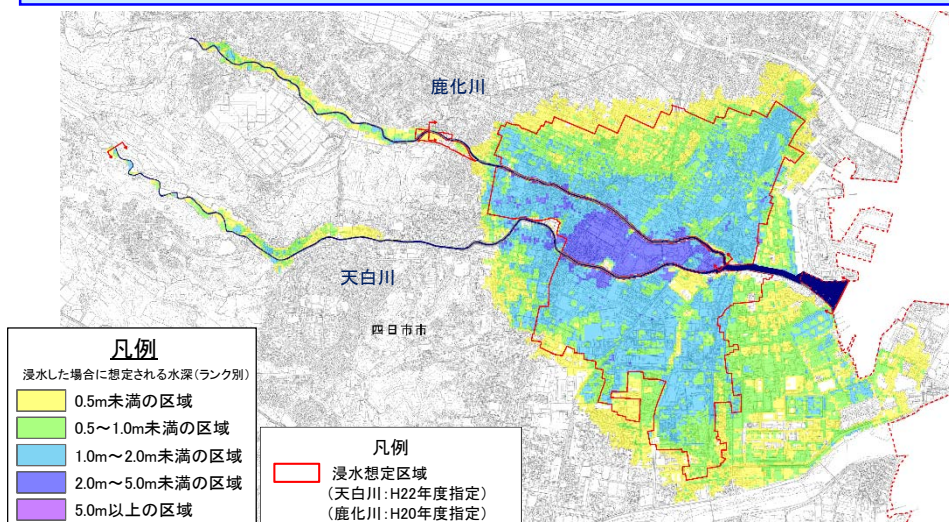 鹿化川
天白川
四日市市
凡例
浸水した場合に想定される水深(ランク別)
0.5m未満の区域
0.5～1.0m未満の区域
1.0m～2.0m未満の区域
2.0m～5.0m未満の区域
5.0m以上の区域
凡例
浸水想定区域
(天白川:H22年度指定)
(鹿化川:H20年度指定)